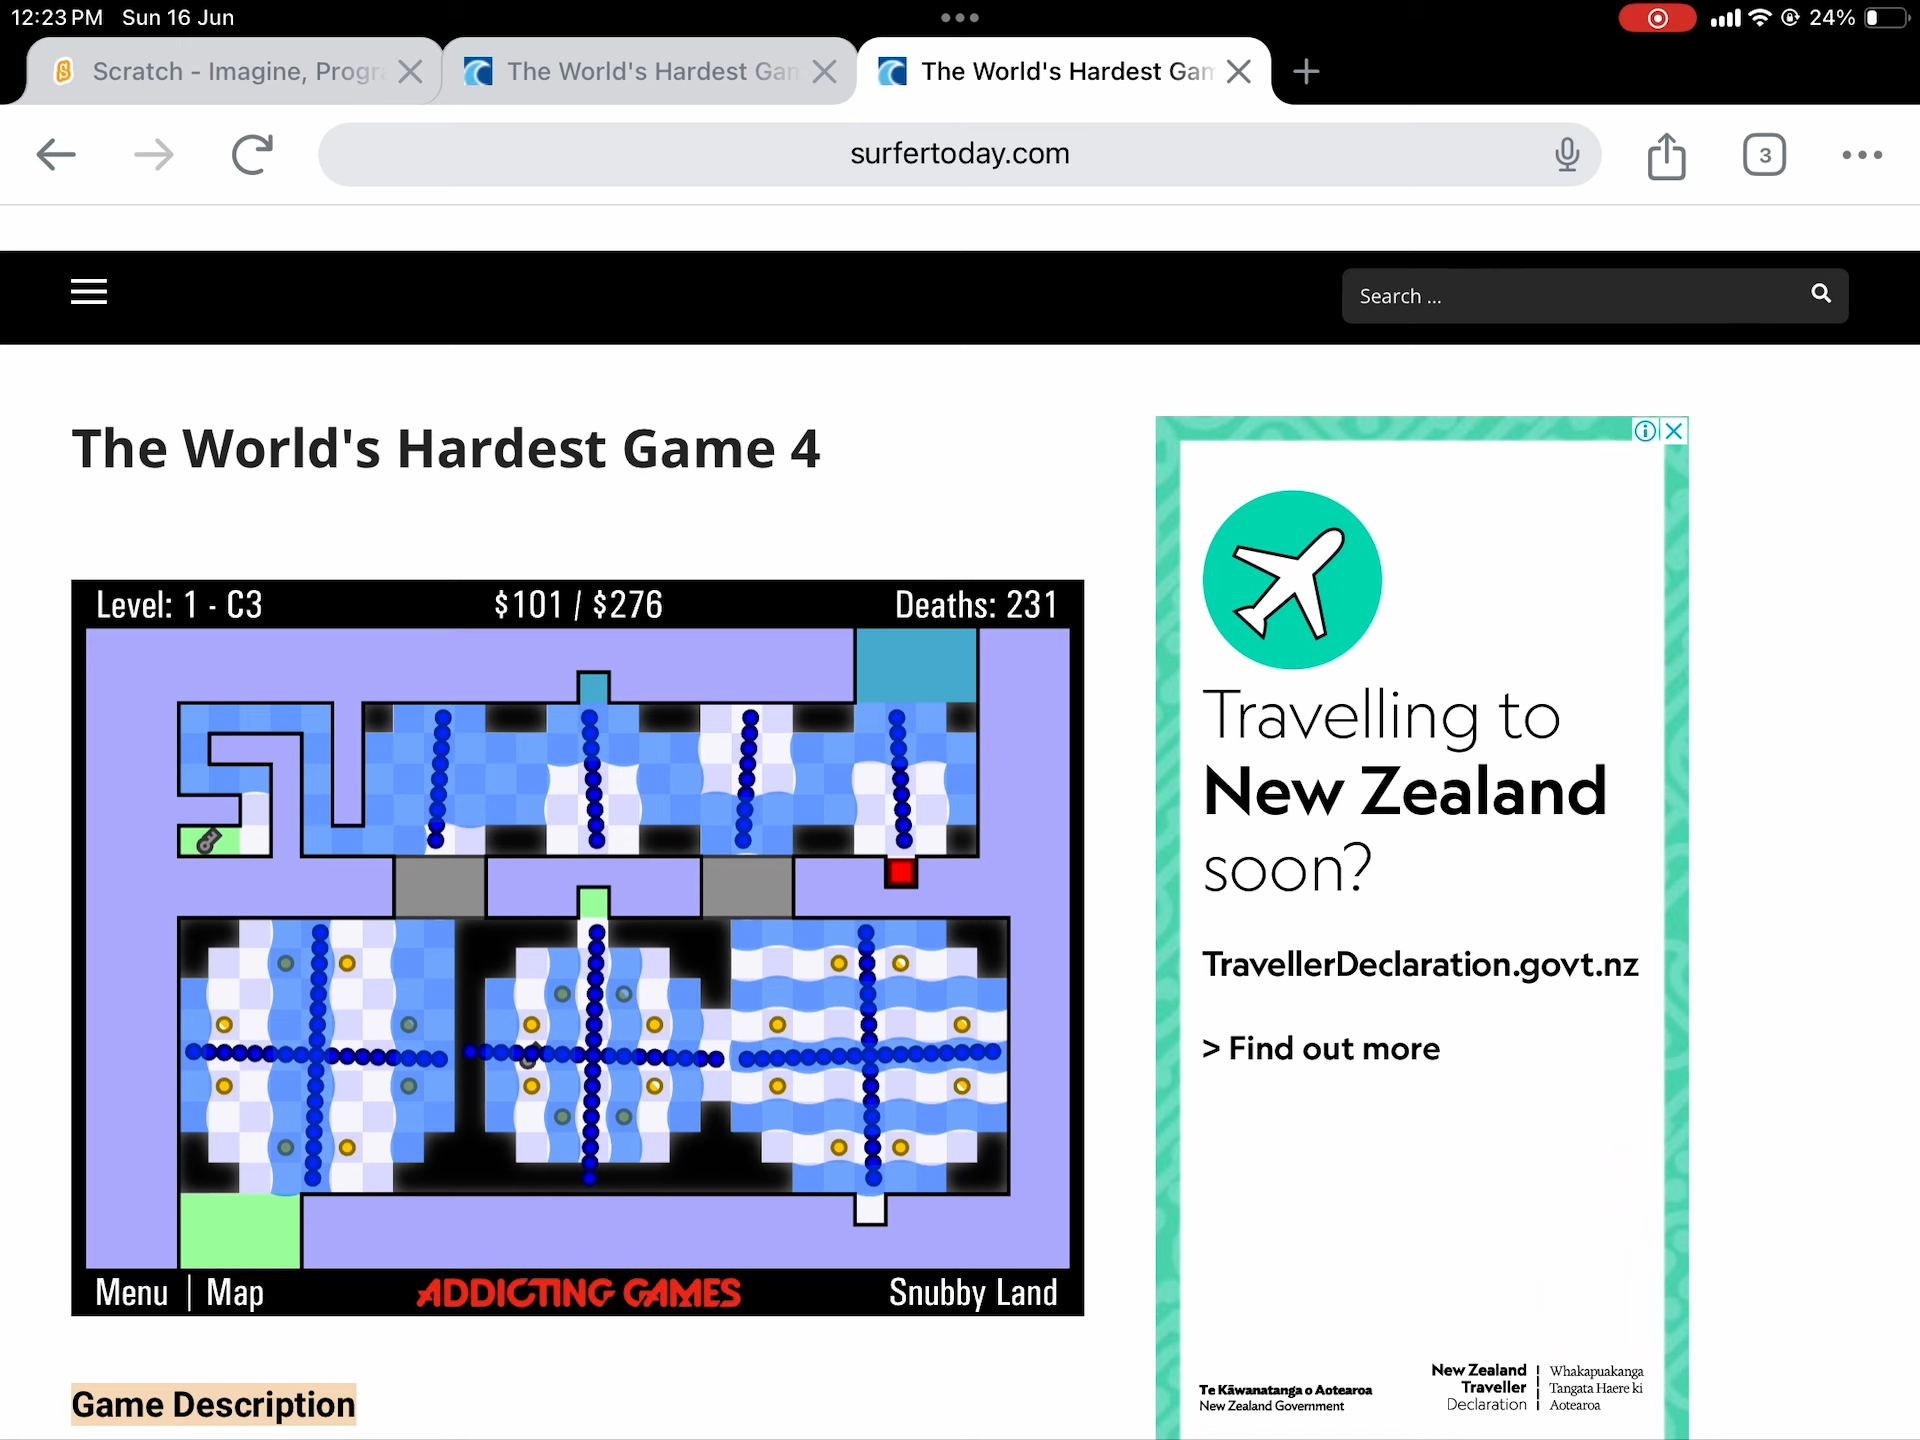 12:23 PM Sun 16 Jun
24%
Scratch - Imagine, Progra
The World's Hardest Gam
The World's Hardest Gam
surfertoday.com
3
Search ...
The World's Hardest Game 4
Level: 1 - C3 $101 / $276 Deaths: 231
Menu | Map ADDICTING GAMES Snubby Land
Game Description
Travelling to
New Zealand
soon?
TravellerDeclaration.govt.nz
> Find out more
Te Kāwanatanga o Aotearoa
New Zealand Government
New Zealand
Traveller
Declaration
Whakapuakanga
Tangata Haere ki
Aotearoa